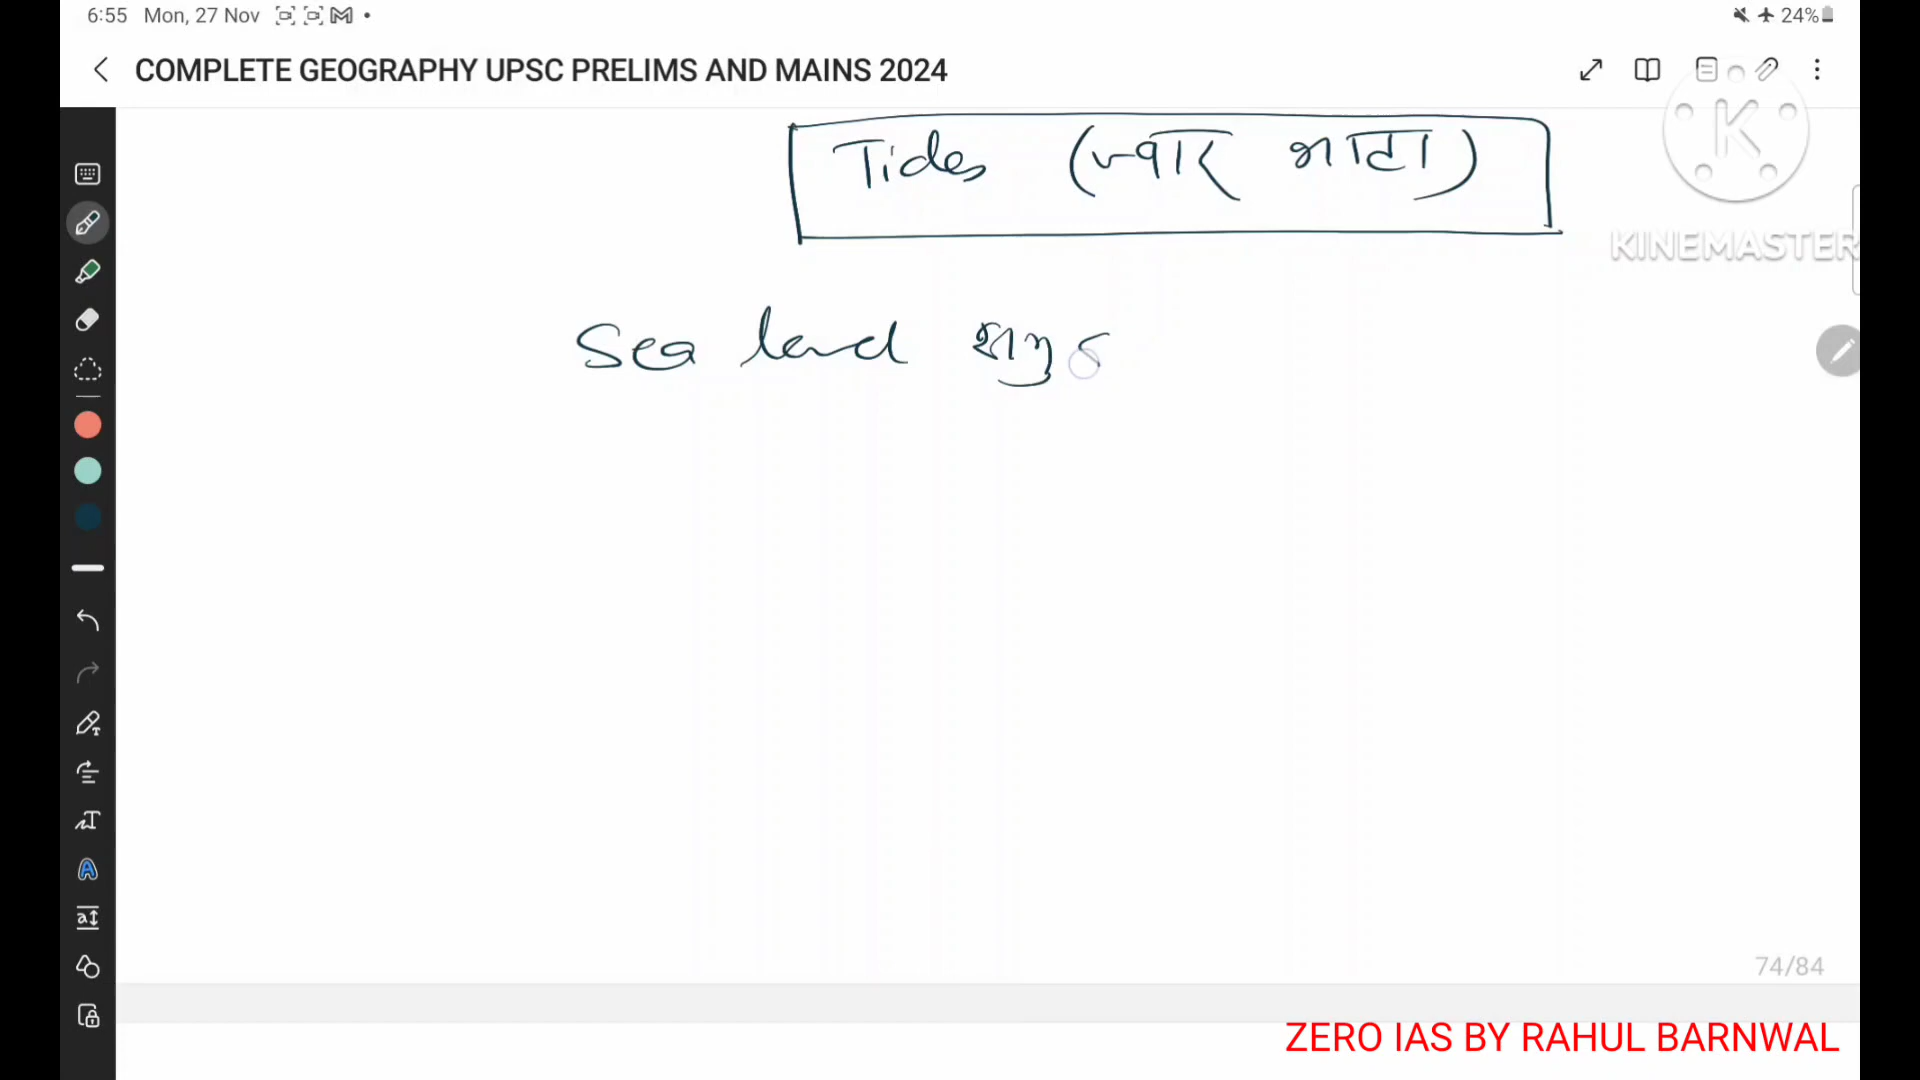 6:55 Mon, 27 Nov 24%
COMPLETE GEOGRAPHY UPSC PRELIMS AND MAINS 2024
Tides (ज्वार भाटा)
KINEMASTER
Sea level
74/84
ZERO IAS BY RAHUL BARNWAL